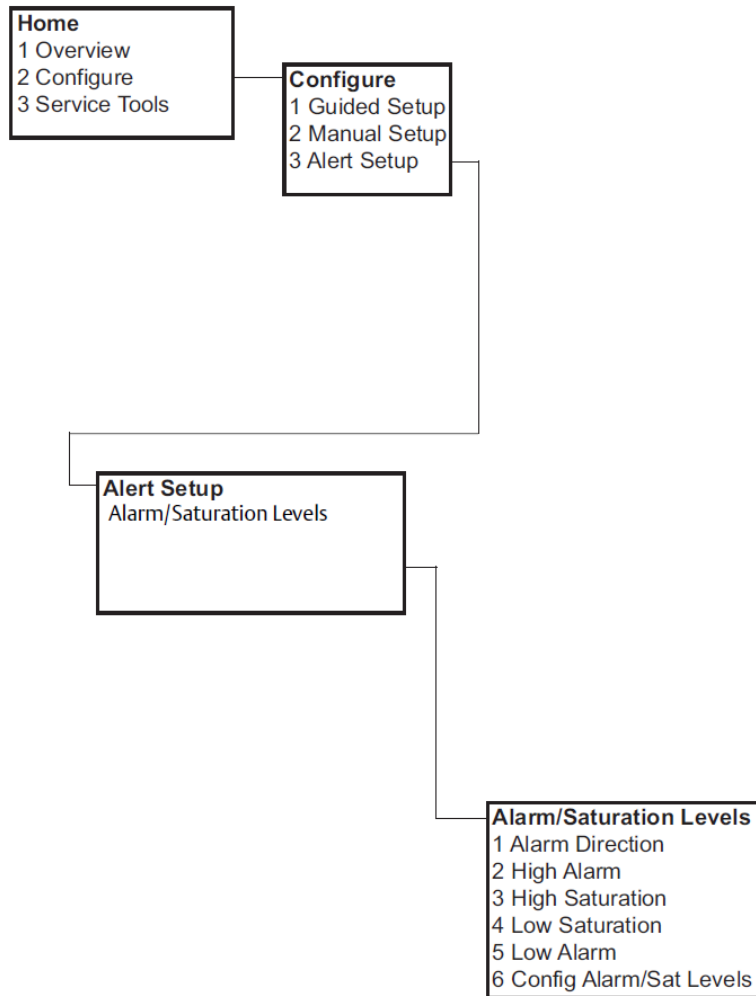 Home
1 Overview
2 Configure
3 Service Tools
Configure
1 Guided Setup
2 Manual Setup
3 Alert Setup
Alert Setup
Alarm/Saturation Levels
Alarm/Saturation Levels
1 Alarm Direction
2 High Alarm
3 High Saturation
4 Low Saturation
5 Low Alarm
6 Config Alarm/Sat Levels